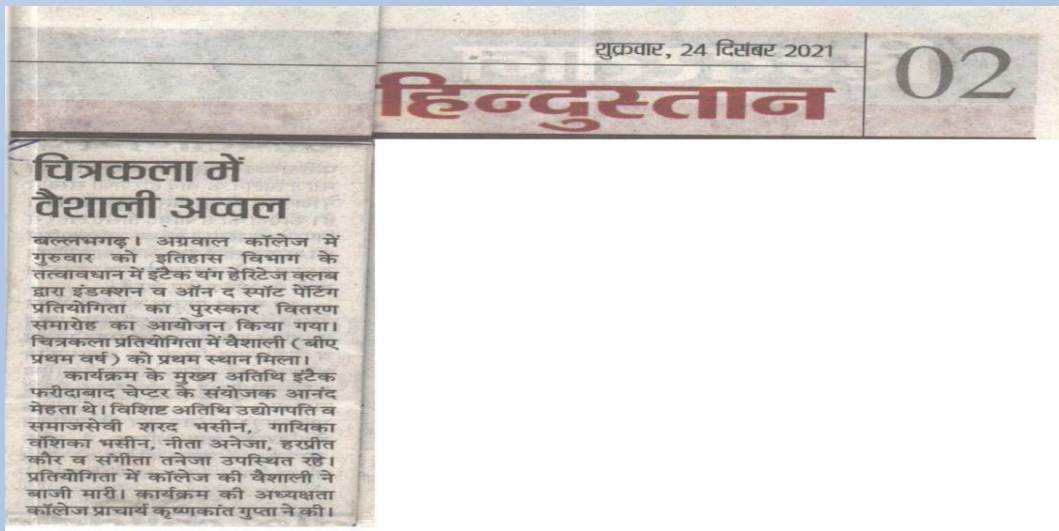 शुक्रवार, 24 दिसंबर 2021
02
हिन्दुस्तान
चित्रकला में
वैशाली अव्वल
बल्लभगढ़। अग्रवाल कॉलेज में
गुरुवार को इतिहास विभाग के
तत्वावधान में इंटैक यंग हेरिटेज क्लब
द्वारा इंडक्शन व ऑन द स्पॉट पेंटिंग
प्रतियोगिता का पुरस्कार वितरण
समारोह का आयोजन किया गया।
चित्रकला प्रतियोगिता में वैशाली ( बीए
प्रथम वर्ष ) को प्रथम स्थान मिला।
कार्यक्रम के मुख्य अतिथि इंटैक
फरीदाबाद चेप्टर के संयोजक आनंद
मेहता थे। विशिष्ट अतिथि उद्योगपति व
समाजसेवी शरद भसीन, गायिका
वंशिका भसीन, नीता अनेजा, हरप्रीत
कौर व संगीता तनेजा उपस्थित रहे।
प्रतियोगिता में कॉलेज की वैशाली ने
बाजी मारी। कार्यक्रम की अध्यक्षता
कॉलेज प्राचार्य कृष्णकांत गुप्ता ने की।